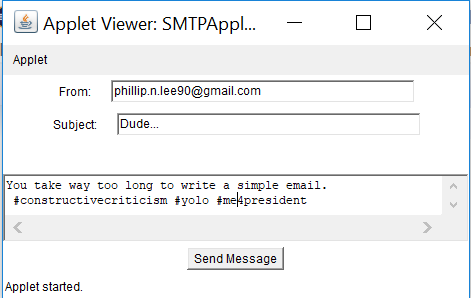 Applet Viewer: SMTPAppl...
Applet
From: phillip.n.lee90@gmail.com
Subject: Dude...
You take way too long to write a simple email.
#constructivecriticism #yolo #me4president
Send Message
Applet started.